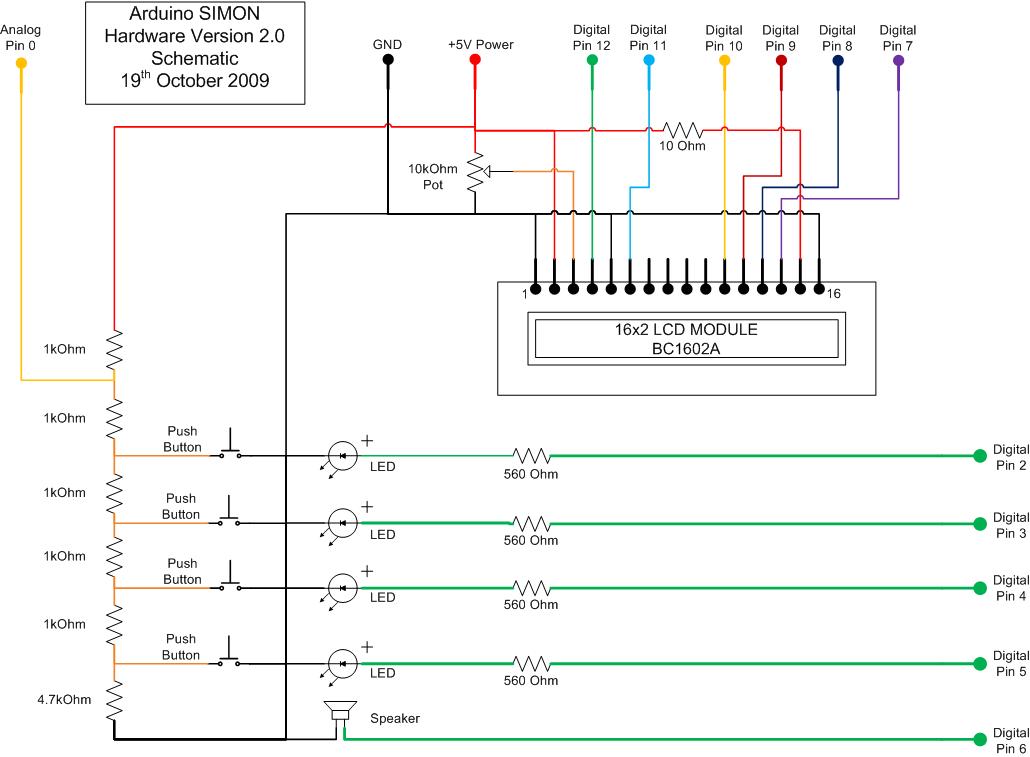 Arduino SIMON
Hardware Version 2.0
Schematic
19th October 2009
Analog
Pin 0
GND
+5V Power
Digital
Pin 12
Digital
Pin 11
Digital
Pin 10
Digital
Pin 9
Digital
Pin 8
Digital
Pin 7
10 Ohm
10kOhm
Pot
1
16
16x2 LCD MODULE
BC1602A
1kOhm
1kOhm
Push
Button
+
LED
560 Ohm
Digital
Pin 2
1kOhm
Push
Button
+
LED
560 Ohm
Digital
Pin 3
1kOhm
Push
Button
+
LED
560 Ohm
Digital
Pin 4
1kOhm
Push
Button
+
LED
560 Ohm
Digital
Pin 5
4.7kOhm
Speaker
Digital
Pin 6